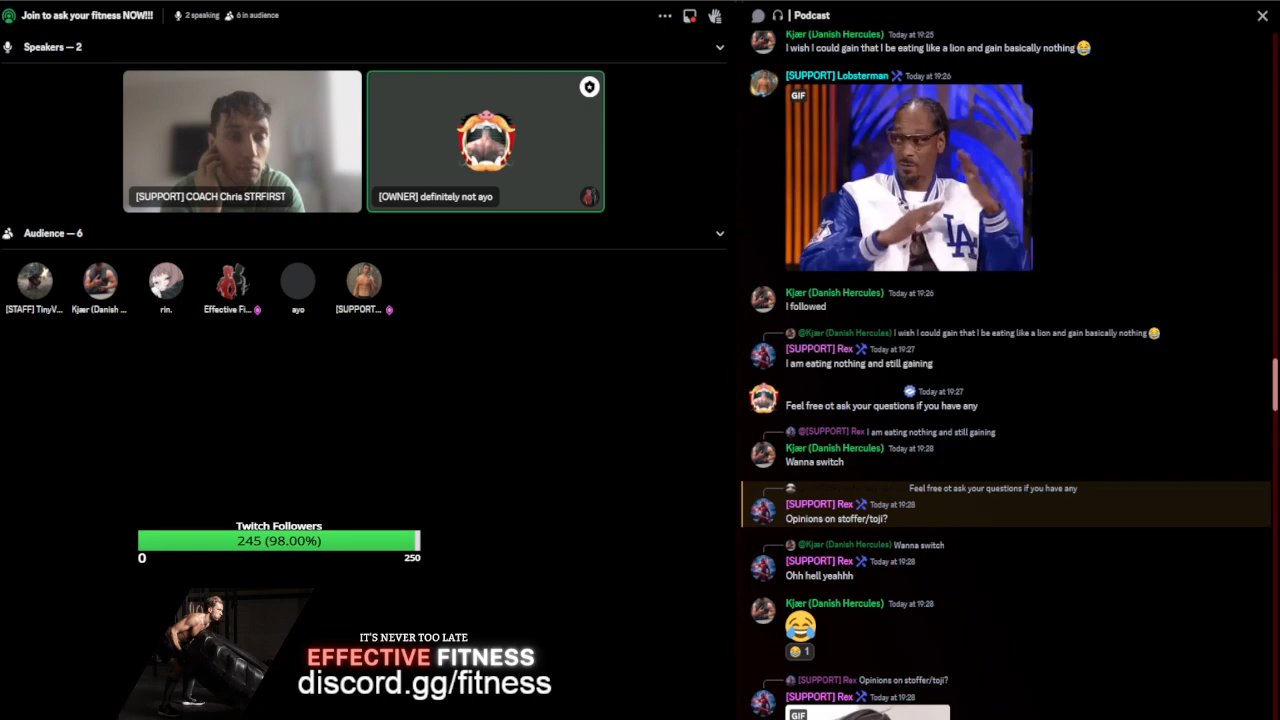 Join to ask your fitness NOW!!!
2 speaking
6 in audience
Speakers — 2
[SUPPORT] COACH Chris STRFIRST
[OWNER] definitely not ayo
Audience — 6
[STAFF] TinyV...
Kjær (Danish ...
rin.
Effective Fi...
ayo
[SUPPORT...
Twitch Followers
245 (98.00%)
0
250
IT'S NEVER TOO LATE
EFFECTIVE FITNESS
discord.gg/fitness
Podcast
Kjær (Danish Hercules) Today at 19:25
I wish I could gain that I be eating like a lion and gain basically nothing 😂
[SUPPORT] Lobsterman Today at 19:26
GIF
LA
Kjær (Danish Hercules) Today at 19:26
I followed
@Kjær (Danish Hercules) I wish I could gain that I be eating like a lion and gain basically nothing 😂
[SUPPORT] Rex Today at 19:27
I am eating nothing and still gaining
Today at 19:27
Feel free ot ask your questions if you have any
@[SUPPORT] Rex I am eating nothing and still gaining
Kjær (Danish Hercules) Today at 19:28
Wanna switch
Feel free ot ask your questions if you have any
[SUPPORT] Rex Today at 19:28
Opinions on stoffer/toji?
@Kjær (Danish Hercules) Wanna switch
[SUPPORT] Rex Today at 19:28
Ohh hell yeahhh
Kjær (Danish Hercules) Today at 19:28
😂
😂 1
[SUPPORT] Rex Opinions on stoffer/toji?
[SUPPORT] Rex Today at 19:28
GIF